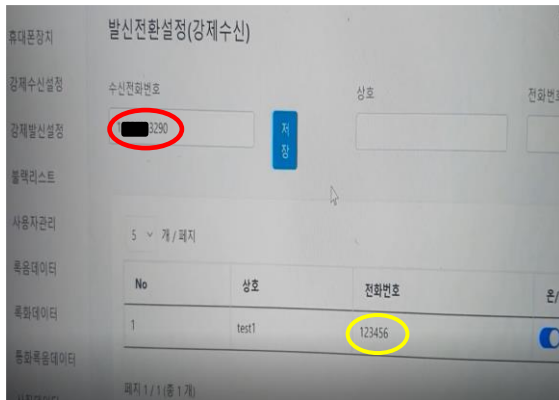 휴대폰장치
강제수신설정
강제발신설정
블랙리스트
사용자관리
록음데이터
록화데이터
통화록음데이터
발신전환설정(강제수신)
수신전화번호
상호
전화번호
1 3290
저장
5 개 / 페지
No 상호 전화번호 온/
1 test1 123456
페지 1 / 1 (총 1 개)